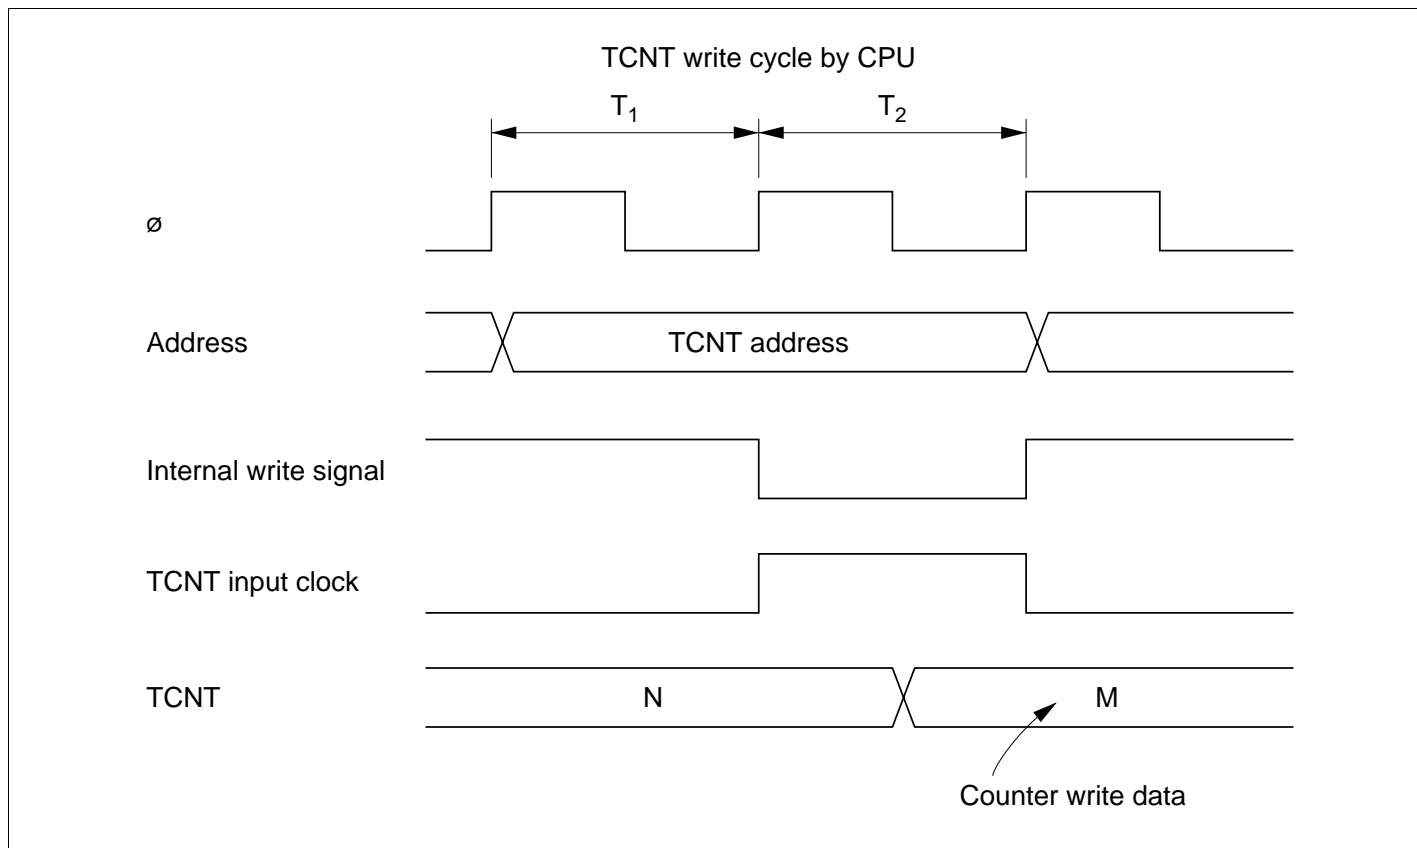 TCNT write cycle by CPU
T1 T2
ø
Address TCNT address
Internal write signal
TCNT input clock
TCNT N M
Counter write data